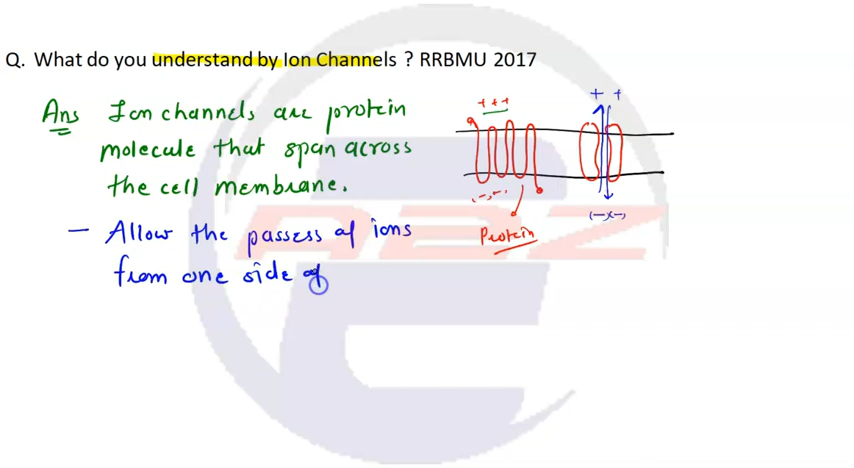 Q. What do you understand by Ion Channels ? RRBMU 2017
Ans Ion channels are protein
molecule that span across
the cell membrane.
- Allow the passess of ions
from one side of
+++
(-,-,
Protein
+ +
(-x-)
ABZ